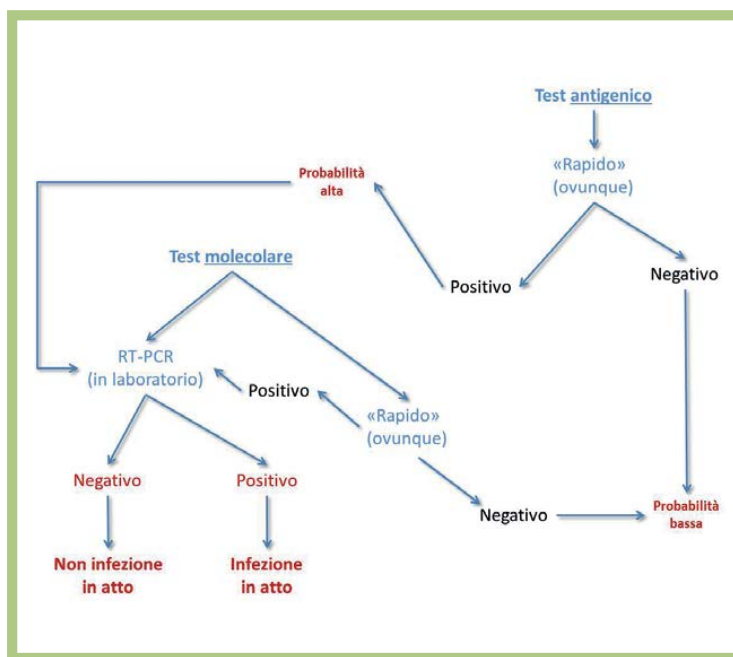 Test antigenico
«Rapido»
(ovunque)
Probabilità
alta
Test molecolare
Positivo
Negativo
RT-PCR
(in laboratorio)
Positivo
«Rapido»
(ovunque)
Negativo
Positivo
Negativo
Probabilità
bassa
Non infezione
in atto
Infezione
in atto